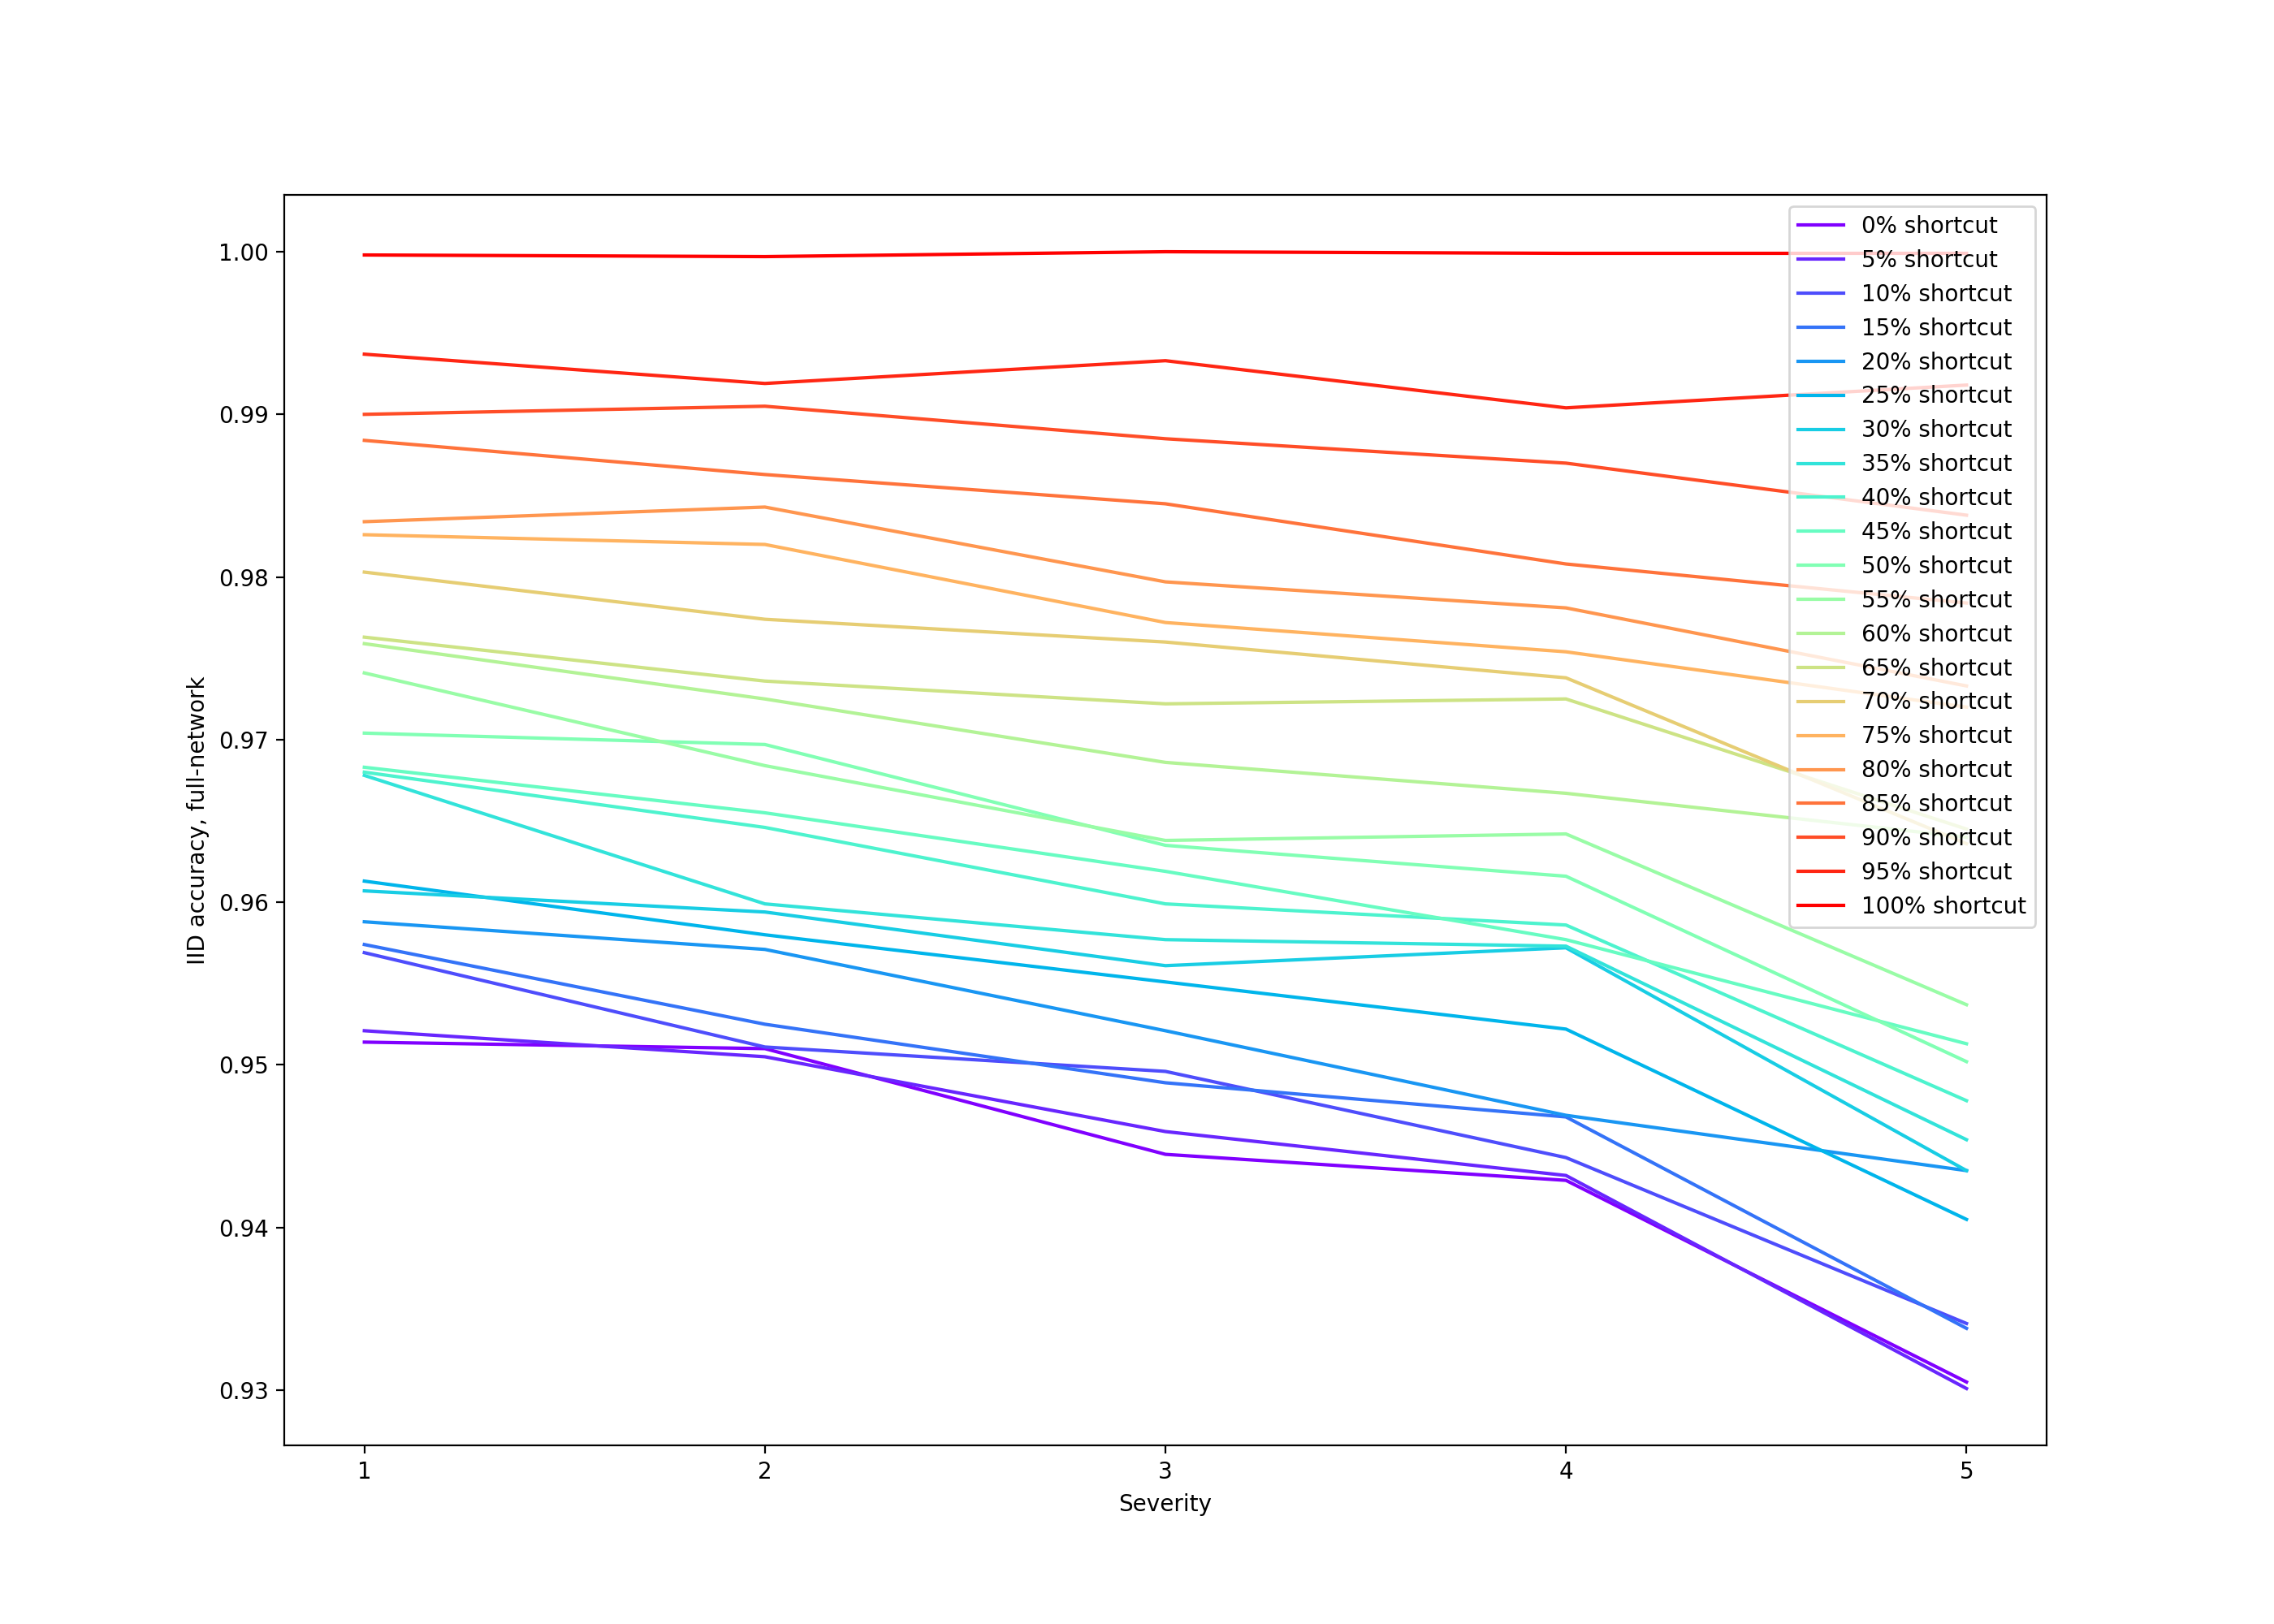 1.00
0.99
0.98
0.97
0.96
0.95
0.94
0.93
IID accuracy, full-network
1
2
3
4
5
Severity
0% shortcut
5% shortcut
10% shortcut
15% shortcut
20% shortcut
25% shortcut
30% shortcut
35% shortcut
40% shortcut
45% shortcut
50% shortcut
55% shortcut
60% shortcut
65% shortcut
70% shortcut
75% shortcut
80% shortcut
85% shortcut
90% shortcut
95% shortcut
100% shortcut